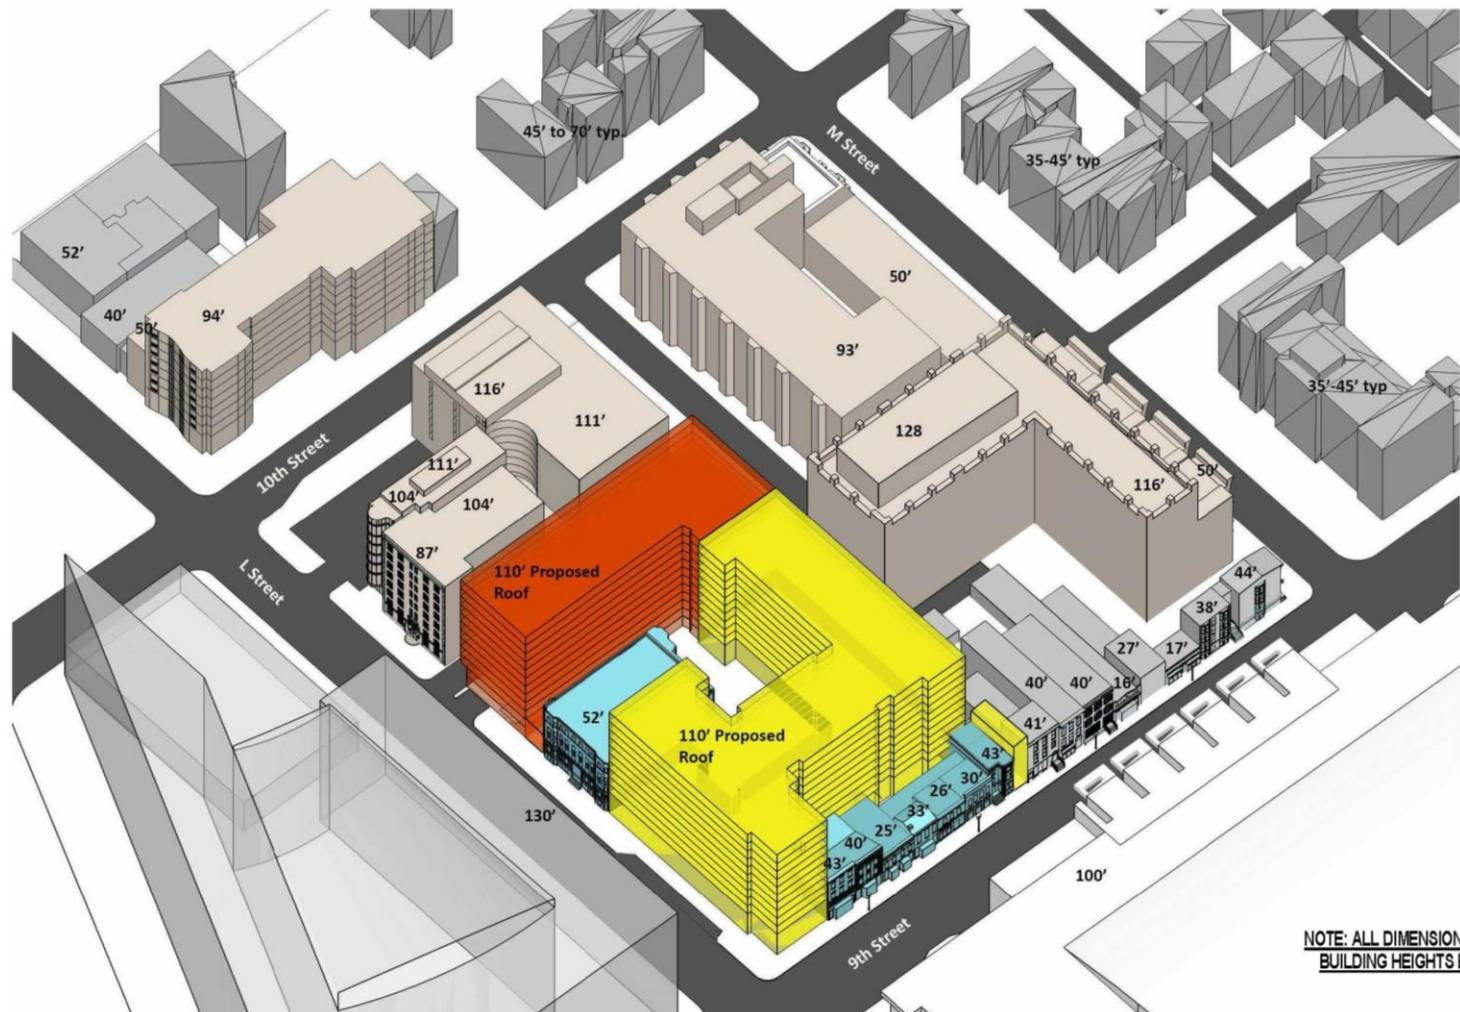 45' to 70' typ.
M Street
35-45' typ
52'
50'
40'
50'
94'
93'
35'-45' typ
116'
111'
128
10th Street
111'
104'
104'
116'
50'
87'
L Street
110' Proposed
Roof
44'
38'
27'
17'
40'
40'
16'
52'
41'
110' Proposed
Roof
43'
30'
26'
33'
25'
40'
43'
130'
100'
9th Street
NOTE: ALL DIMENSION
BUILDING HEIGHTS